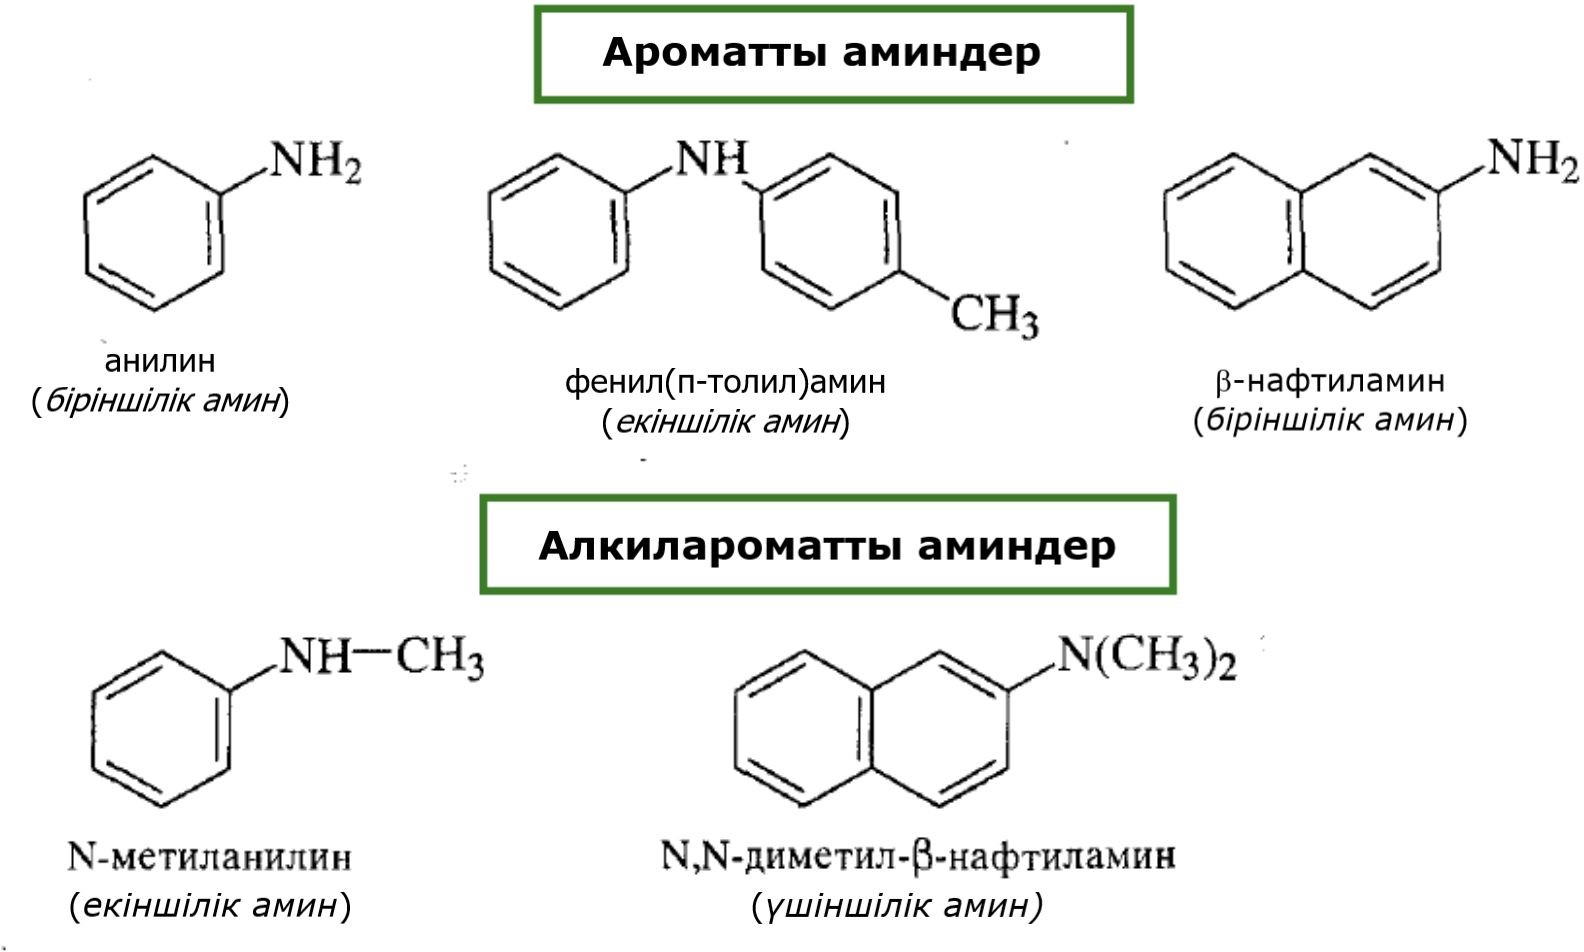 Ароматты аминдер
NH2
NH
CH3
NH2
анилин
(біріншілік амин)
фенил(п-толил)амин
(екіншілік амин)
β-нафтиламин
(біріншілік амин)
Алкилароматты аминдер
NH—CH3
N(CH3)2
N-метиланилин
(екіншілік амин)
N,N-диметил-β-нафтиламин
(үшіншілік амин)